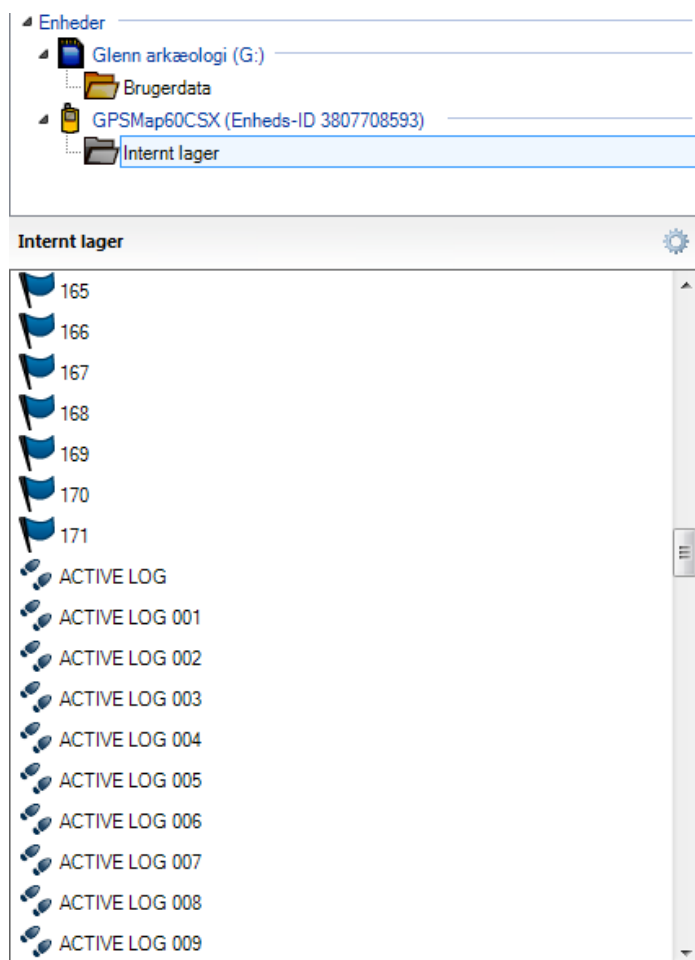 Enheder
Glenn arkæologi (G:)
Brugerdata
GPSMap60CSX (Enheds-ID 3807708593)
Internt lager
Internt lager
165
166
167
168
169
170
171
ACTIVE LOG
ACTIVE LOG 001
ACTIVE LOG 002
ACTIVE LOG 003
ACTIVE LOG 004
ACTIVE LOG 005
ACTIVE LOG 006
ACTIVE LOG 007
ACTIVE LOG 008
ACTIVE LOG 009